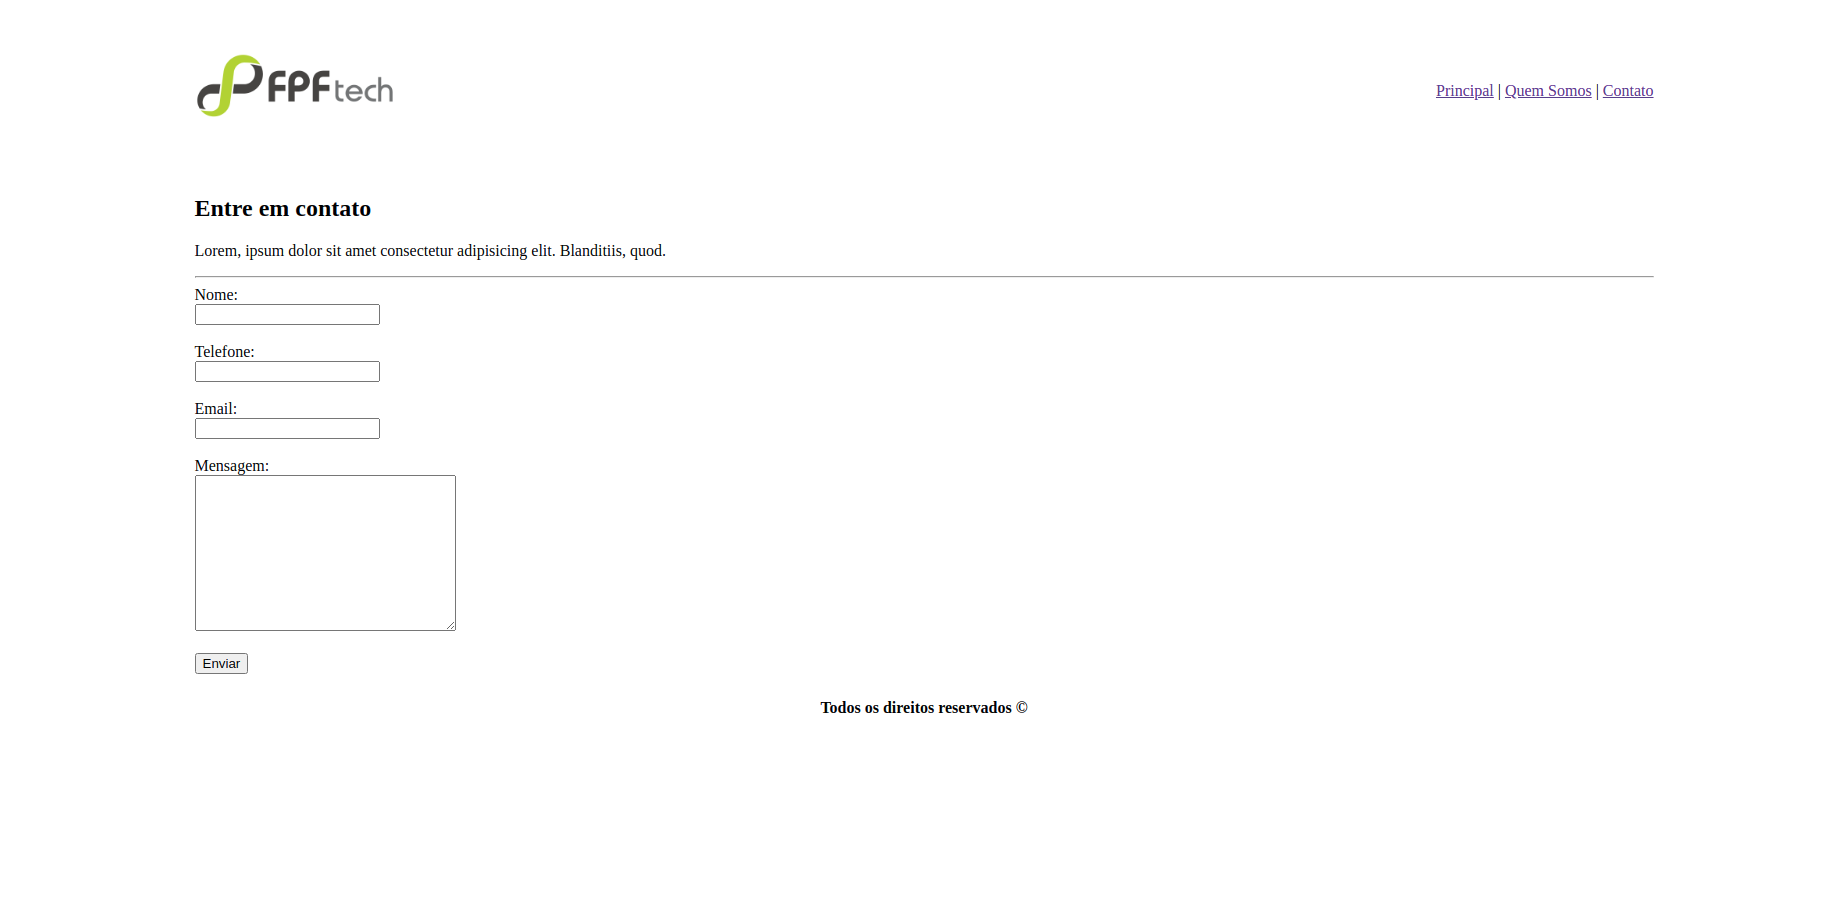 FPFtech
Principal | Quem Somos | Contato
Entre em contato
Lorem, ipsum dolor sit amet consectetur adipisicing elit. Blanditiis, quod.
Nome:
Telefone:
Email:
Mensagem:
Enviar
Todos os direitos reservados ©